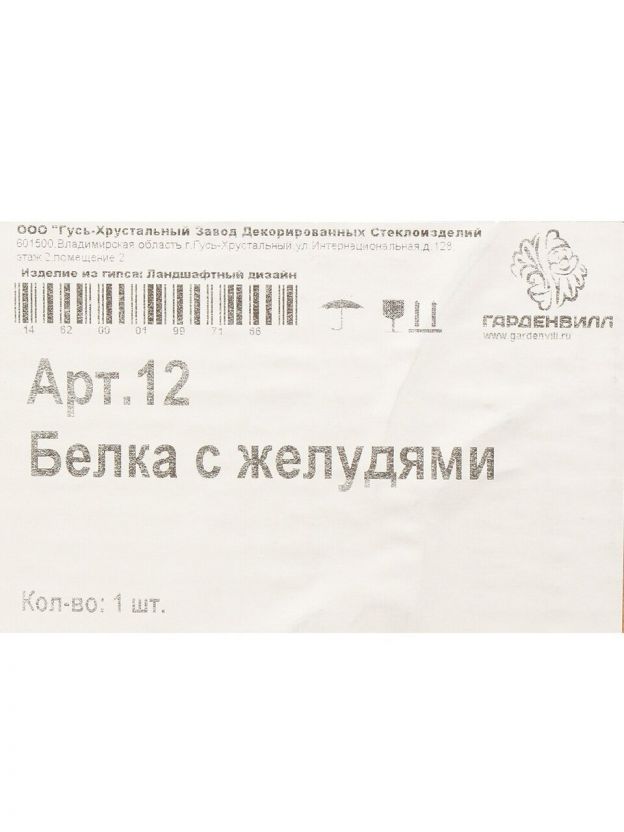 ООО "Гусь-Хрустальный Завод Декорированных Стеклоизделий
601500.Владимирская область г.Гусь-Хрустальный ул.Интернациональная д.128
этаж 2.помещение 2
Изделие из гипса: Ландшафтный дизайн
14 62 00 01 99 71 56
ГАРДЕНВИЛЛ
www.gardenvill.ru
Арт.12
Белка с желудями
Кол-во: 1 шт.